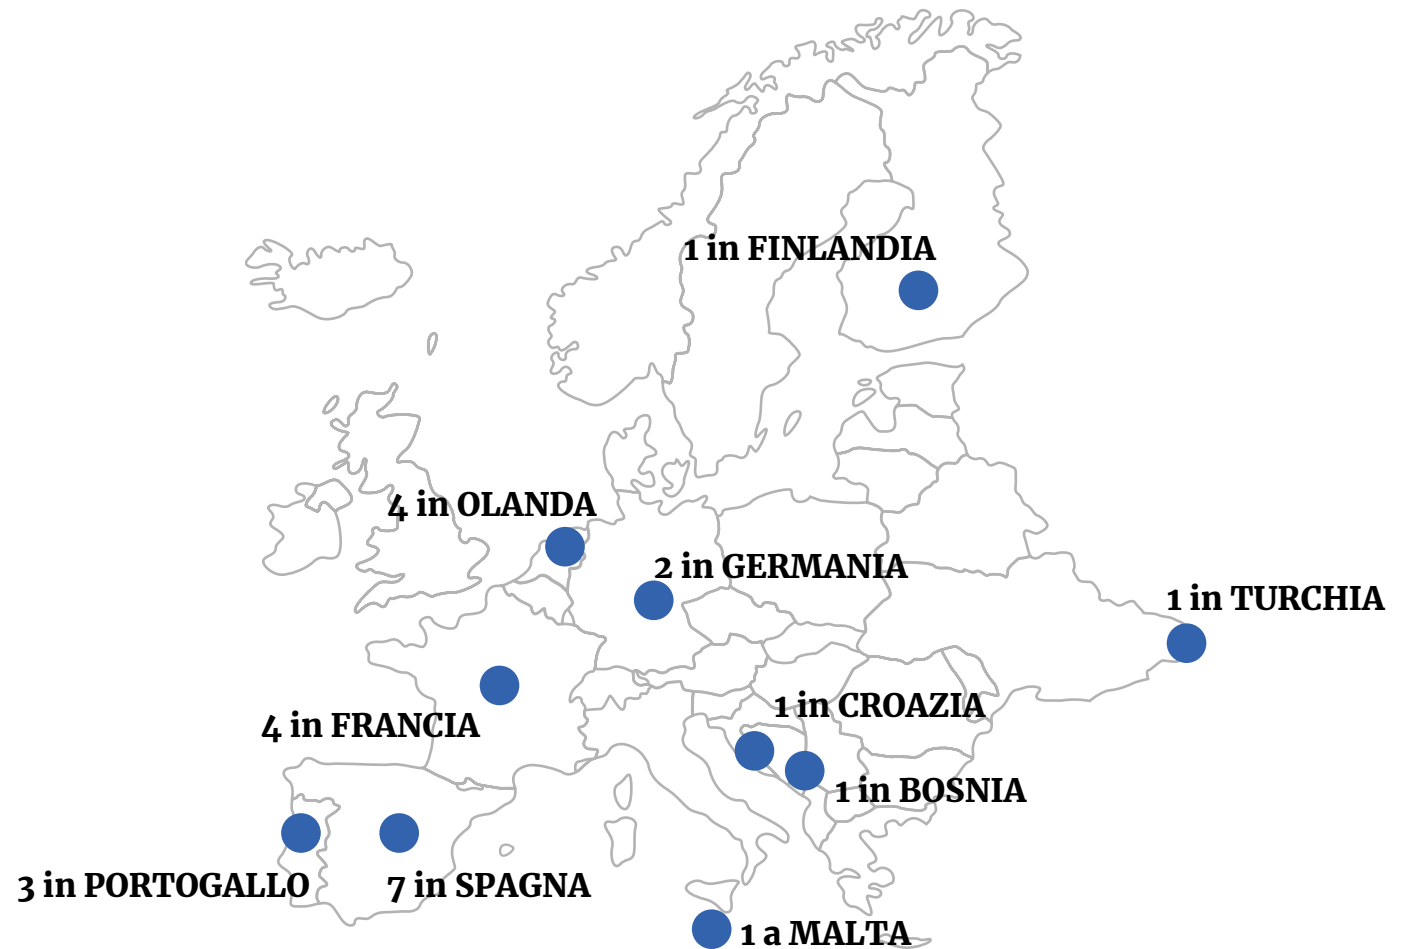 1 in FINLANDIA
4 in OLANDA
2 in GERMANIA
1 in TURCHIA
1 in CROAZIA
4 in FRANCIA
1 in BOSNIA
3 in PORTOGALLO
7 in SPAGNA
1 a MALTA